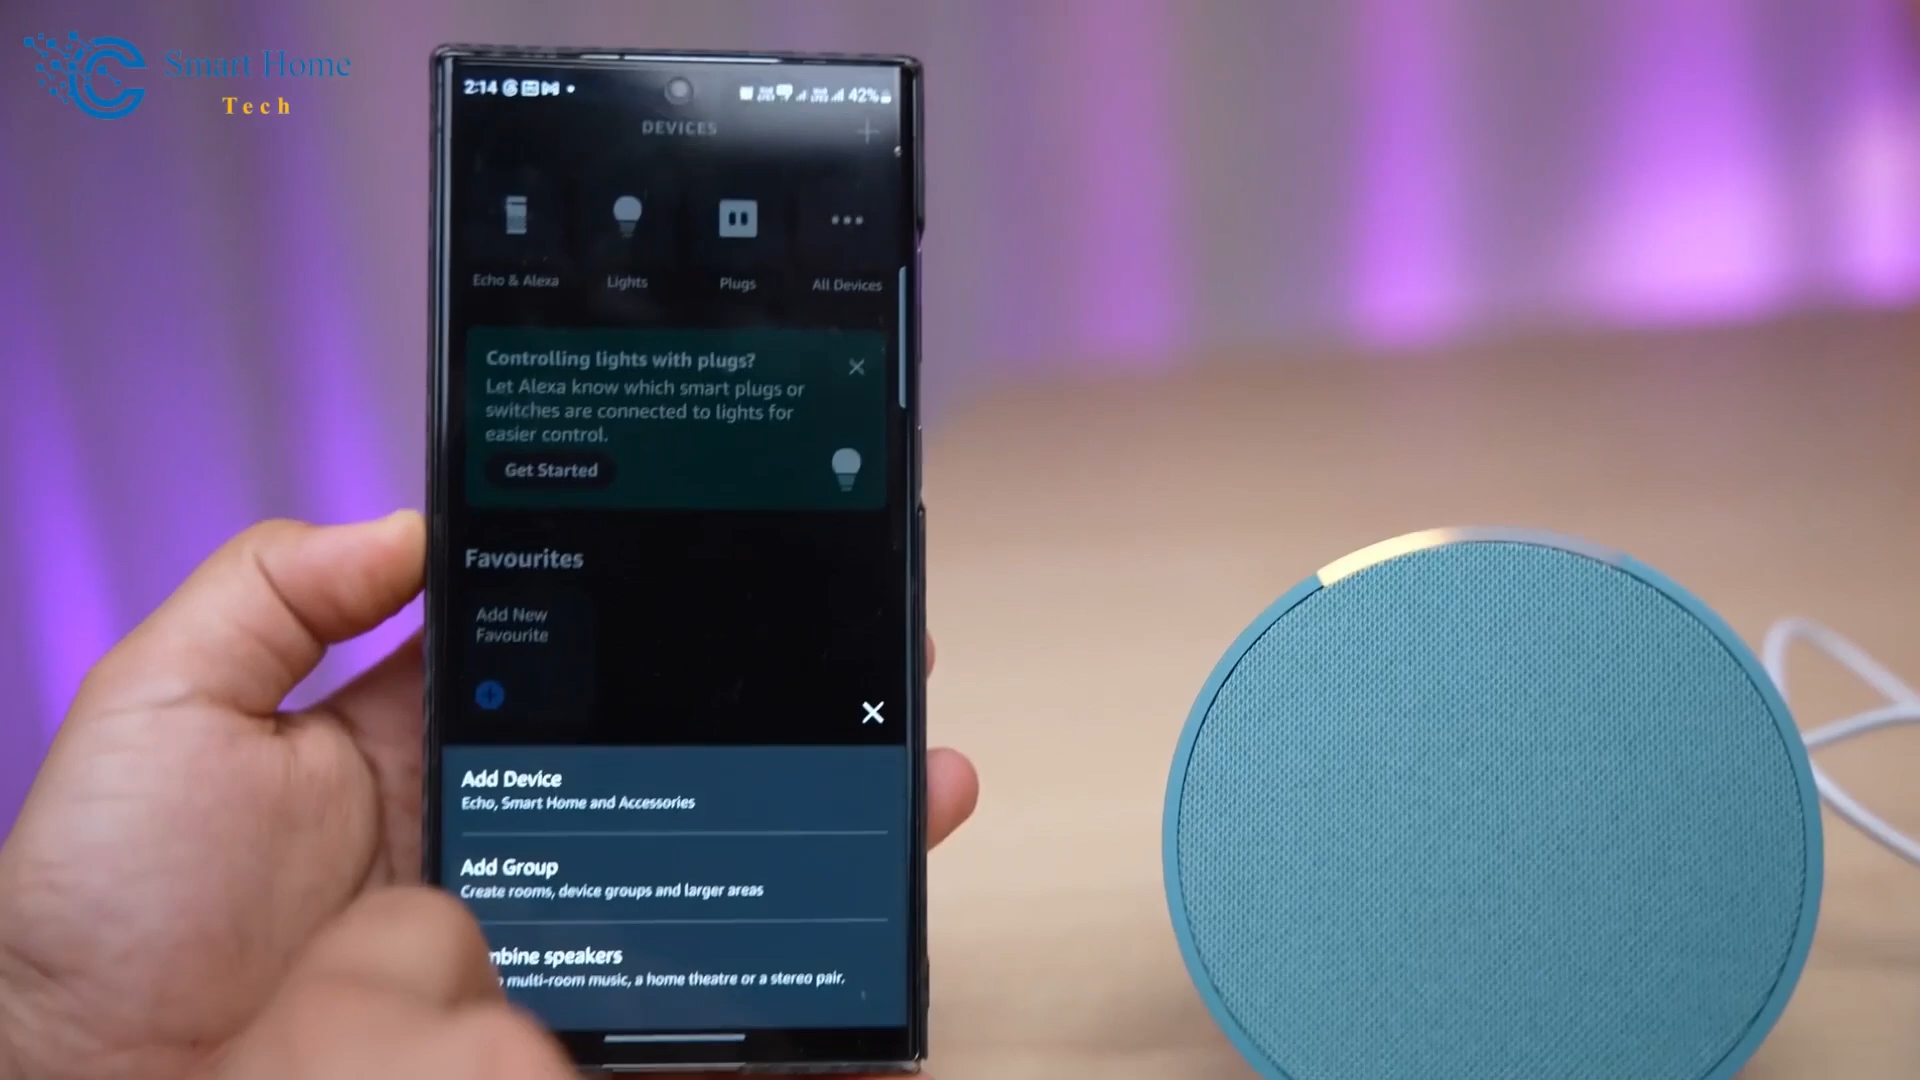 Smart Home
Tech
2:14
42%
DEVICES
Echo & Alexa
Lights
Plugs
All Devices
Controlling lights with plugs?
Let Alexa know which smart plugs or
switches are connected to lights for
easier control.
Get Started
Favourites
Add New
Favourite
Add Device
Echo, Smart Home and Accessories
Add Group
Create rooms, device groups and larger areas
speakers
multi-room music, a home theatre or a stereo pair.